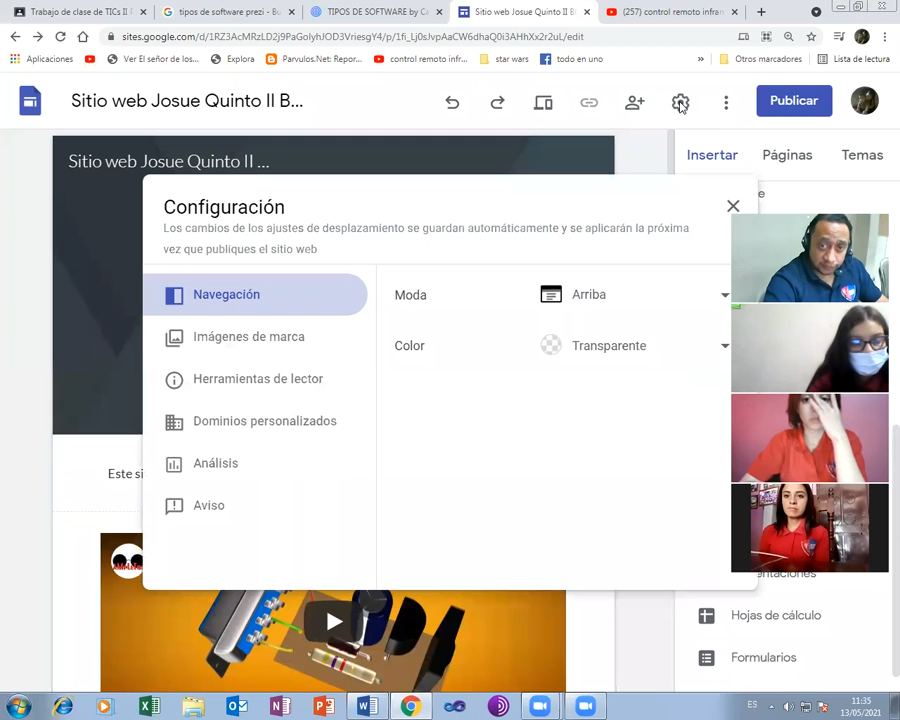 Trabajo de clase de TICs II
tipos de software prezi - Bu
TIPOS DE SOFTWARE by Ca
Sitio web Josue Quinto II B
(257) control remoto infrar
sites.google.com/d/1RZ3AcMRzLD2j9PaGolyhJOD3VriesgY4/p/1fi_Lj0sJvpAaCW6dhaQ0i3AHhXx2r2uL/edit
Aplicaciones
Ver El señor de los...
Explora
Parvulos.Net: Repor...
control remoto infr...
star wars
todo en uno
»
Otros marcadores
Lista de lectura
Sitio web Josue Quinto II B...
Publicar
Sitio web Josue Quinto II ...
Insertar
Páginas
Temas
Configuración
Los cambios de los ajustes de desplazamiento se guardan automáticamente y se aplicarán la próxima
vez que publiques el sitio web
Navegación
Moda
Arriba
Imágenes de marca
Color
Transparente
Herramientas de lector
Dominios personalizados
Este si
Análisis
Aviso
Hojas de cálculo
Formularios
ES
11:35
13/05/2021